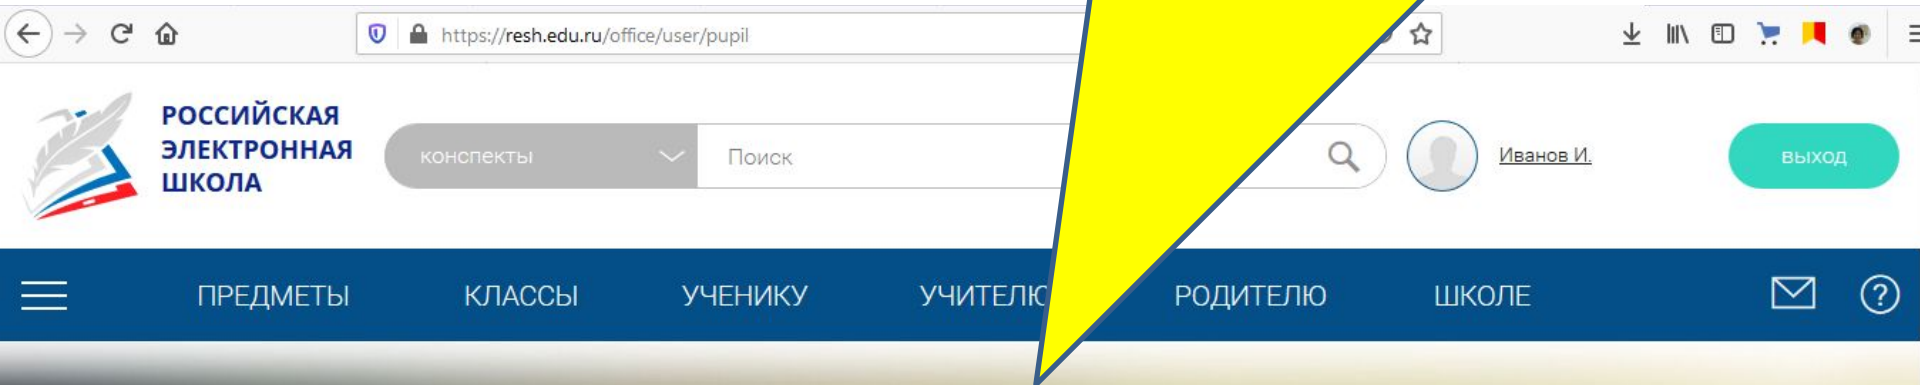 https://resh.edu.ru/office/user/pupil
РОССИЙСКАЯ
ЭЛЕКТРОННАЯ
ШКОЛА
конспекты
Поиск
Иванов И.
выход
ПРЕДМЕТЫ КЛАССЫ УЧЕНИКУ УЧИТЕЛЮ РОДИТЕЛЮ ШКОЛЕ